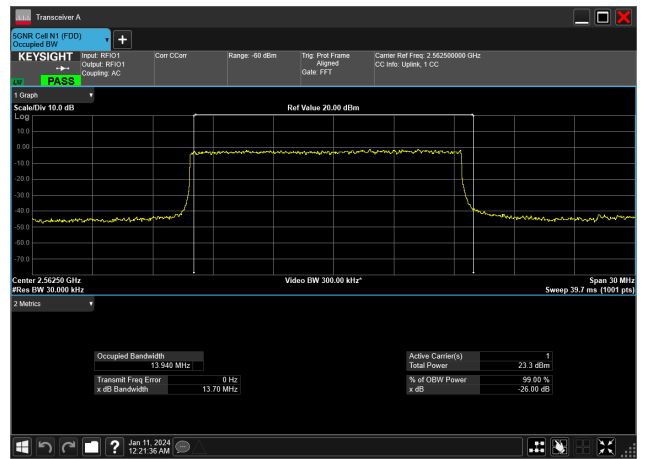 Transceiver A
5GNR Cell N1 (FDD)
Occupied BW
KEYSIGHT
LXI
PASS
Input: RFIO1
Output: RFIO1
Coupling: AC
Corr CCorr
Range: -60 dBm
Trig: Prot Frame
Aligned
Gate: FFT
Carrier Ref Freq: 2.562500000 GHz
CC Info: Uplink, 1 CC
1 Graph
Scale/Div 10.0 dB
Ref Value 20.00 dBm
Log
10.0
0.00
-10.0
-20.0
-30.0
-40.0
-50.0
-60.0
-70.0
Center 2.56250 GHz
Video BW 300.00 kHz*
Span 30 MHz
#Res BW 30.000 kHz
Sweep 39.7 ms (1001 pts)
2 Metrics
Occupied Bandwidth
13.940 MHz
Active Carrier(s) 1
Total Power 23.3 dBm
Transmit Freq Error 0 Hz
x dB Bandwidth 13.70 MHz
% of OBW Power 99.00 %
x dB -26.00 dB
Jan 11, 2024
12:21:36 AM